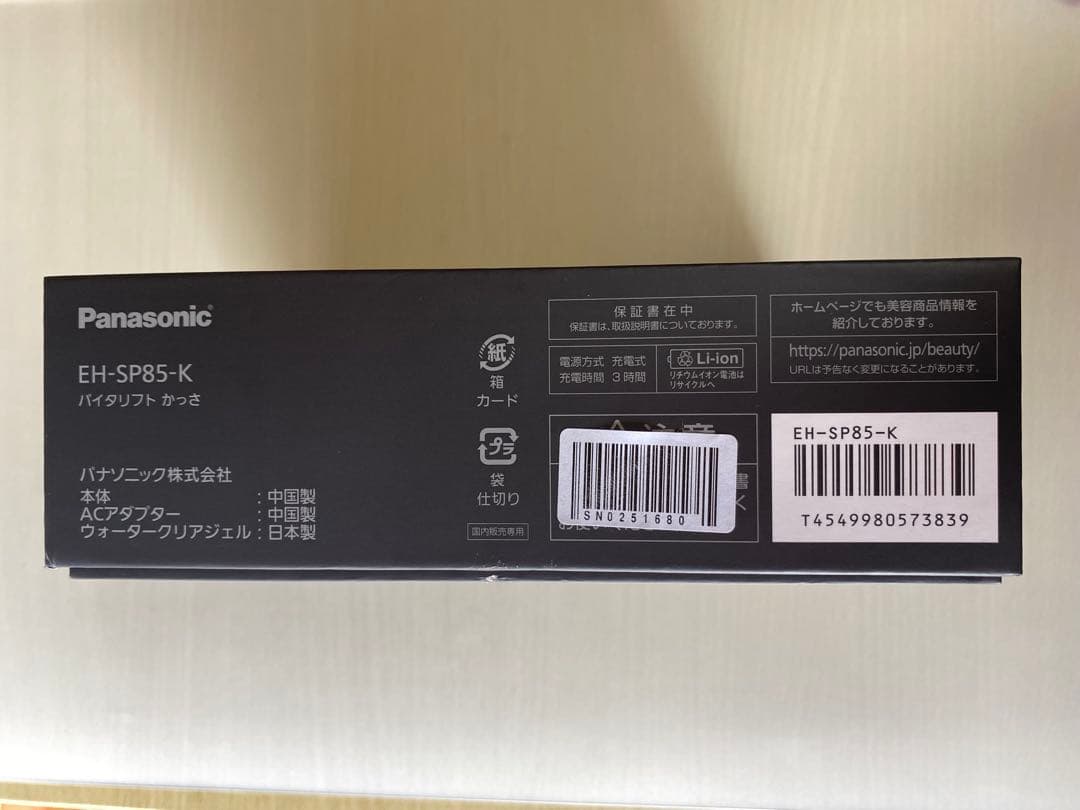 Panasonic
EH-SP85-K
バイタリフト かっさ
パナソニック株式会社
本体 : 中国製
ACアダプター : 中国製
ウォータークリアジェル : 日本製
紙
箱
カード
プラ
袋
仕切り
国内販売専用
保証書在中
保証書は、取扱説明書についております。
電源方式 充電式
充電時間 3時間
Li-ion
リチウムイオン電池は
リサイクルへ
注意
書
SN0251680
ホームページでも美容商品情報を
紹介しております。
https://panasonic.jp/beauty/
URLは予告なく変更になることがあります。
EH-SP85-K
T4549980573839